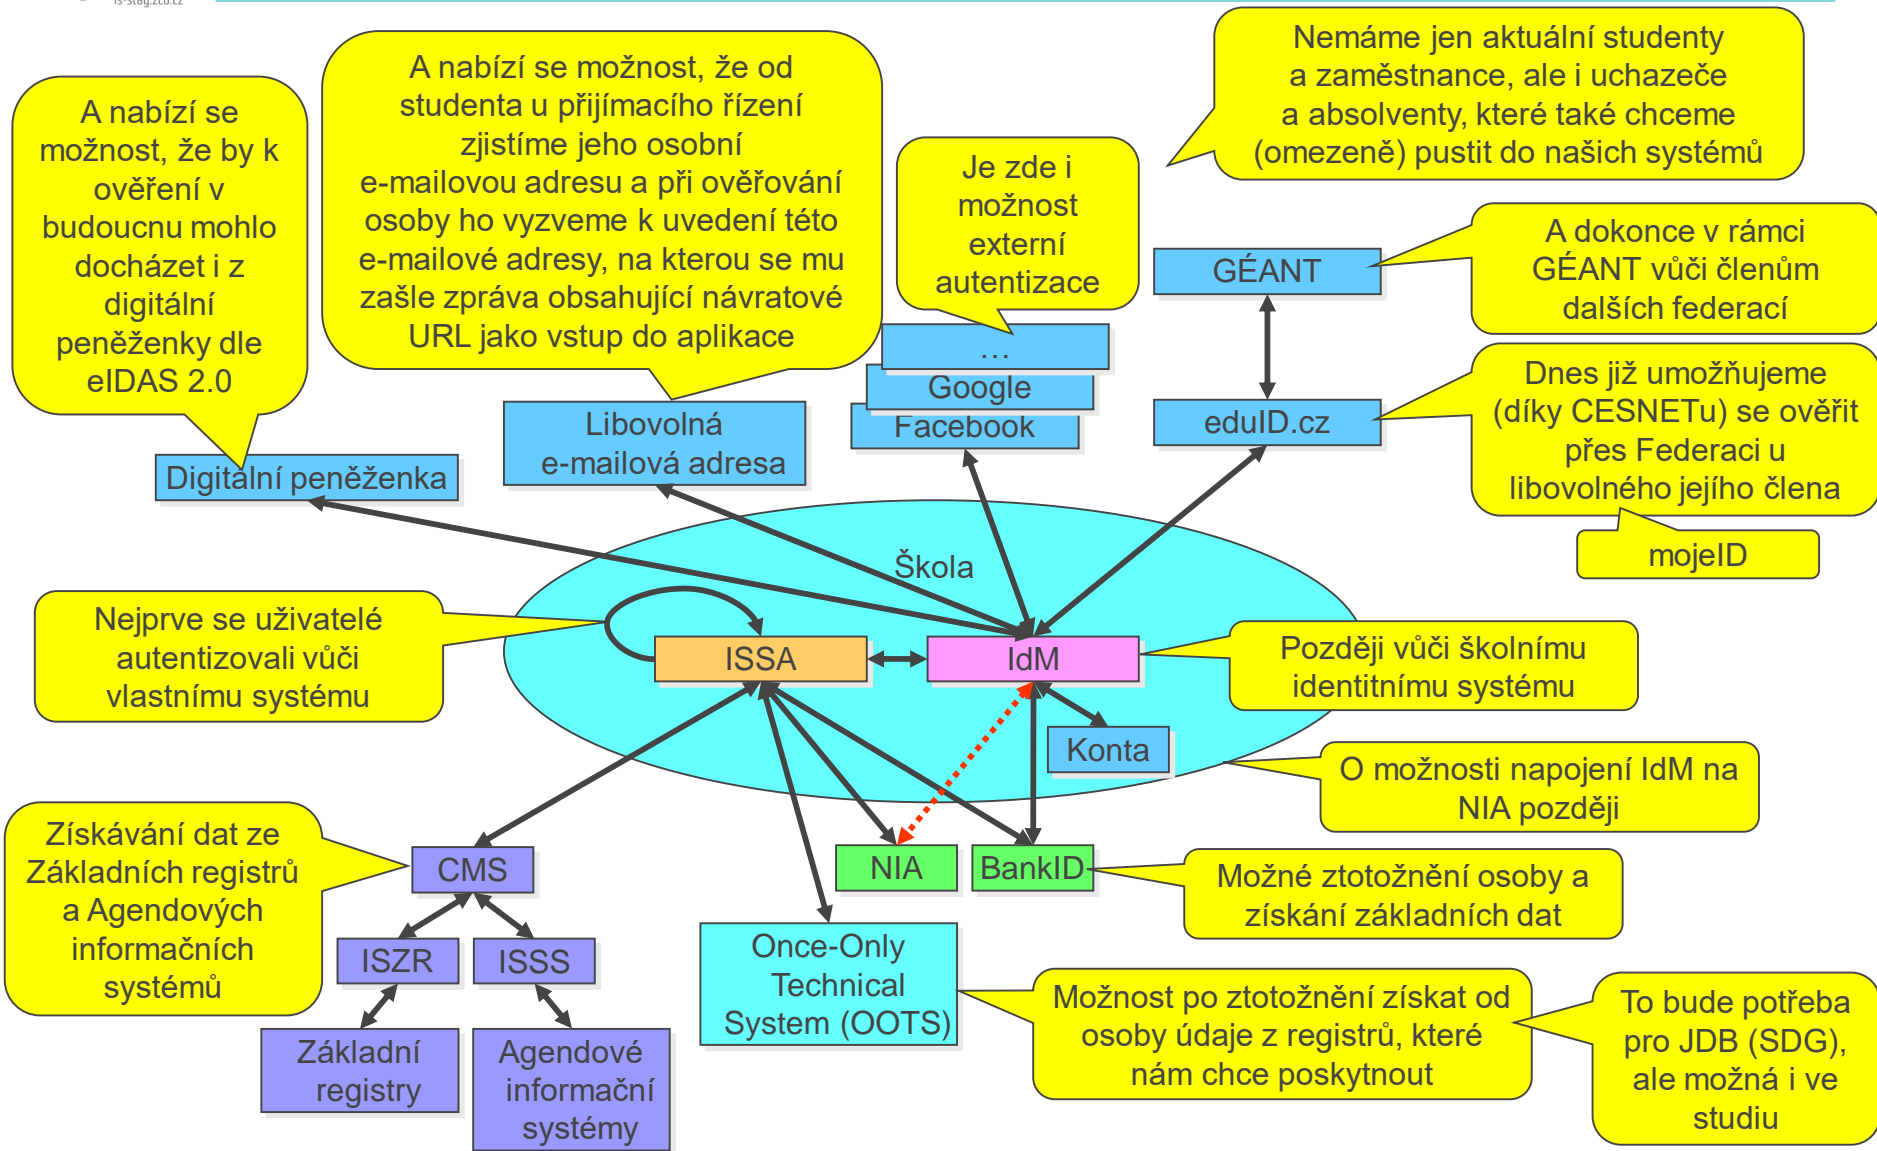 is-stag.zcu.cz
Nemáme jen aktuální studenty
a zaměstnance, ale i uchazeče
a absolventy, které také chceme
(omezeně) pustit do našich systémů
A nabízí se možnost, že od
studenta u přijímacího řízení
zjistíme jeho osobní
e-mailovou adresu a při ověřování
osoby ho vyzveme k uvedení této
e-mailové adresy, na kterou se mu
zašle zpráva obsahující návratové
URL jako vstup do aplikace
A nabízí se
možnost, že by k
ověření v
budoucnu mohlo
docházet i z
digitální
peněženky dle
eIDAS 2.0
Je zde i
možnost
externí
autentizace
GÉANT
A dokonce v rámci
GÉANT vůči členům
dalších federací
…
Google
Facebook
Libovolná
e-mailová adresa
eduID.cz
Dnes již umožňujeme
(díky CESNETu) se ověřit
přes Federaci u
libovolného jejího člena
mojeID
Digitální peněženka
Škola
Nejprve se uživatelé
autentizovali vůči
vlastnímu systému
ISSA
IdM
Později vůči školnímu
identitnímu systému
Konta
O možnosti napojení IdM na
NIA později
Získávání dat ze
Základních registrů
a Agendových
informačních
systémů
CMS
NIA
BankID
Možné ztotožnění osoby a
získání základních dat
ISZR
ISSS
Once-Only
Technical
System (OOTS)
Možnost po ztotožnění získat od
osoby údaje z registrů, které
nám chce poskytnout
To bude potřeba
pro JDB (SDG),
ale možná i ve
studiu
Základní
registry
Agendové
informační
systémy